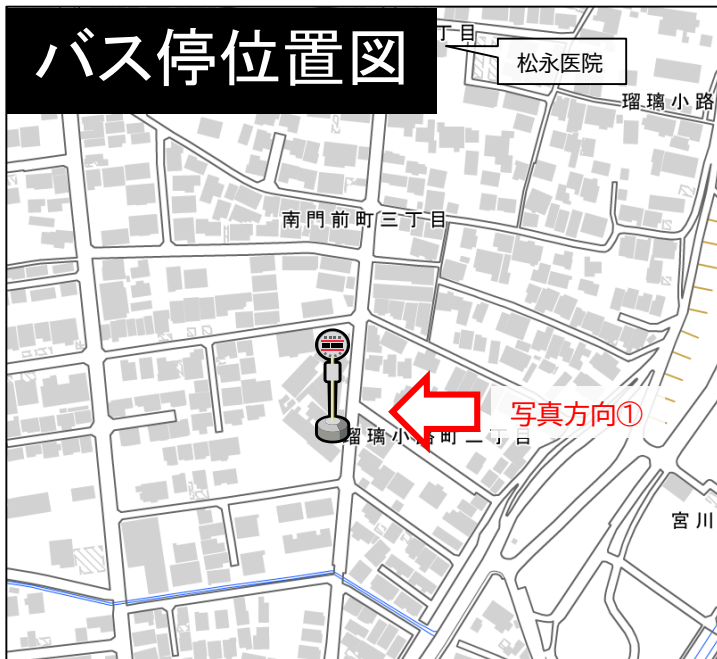 バス停位置図
丁目
松永医院
瑠璃小路
南門前町三丁目
写真方向①
瑠璃小路町二丁目
宮川